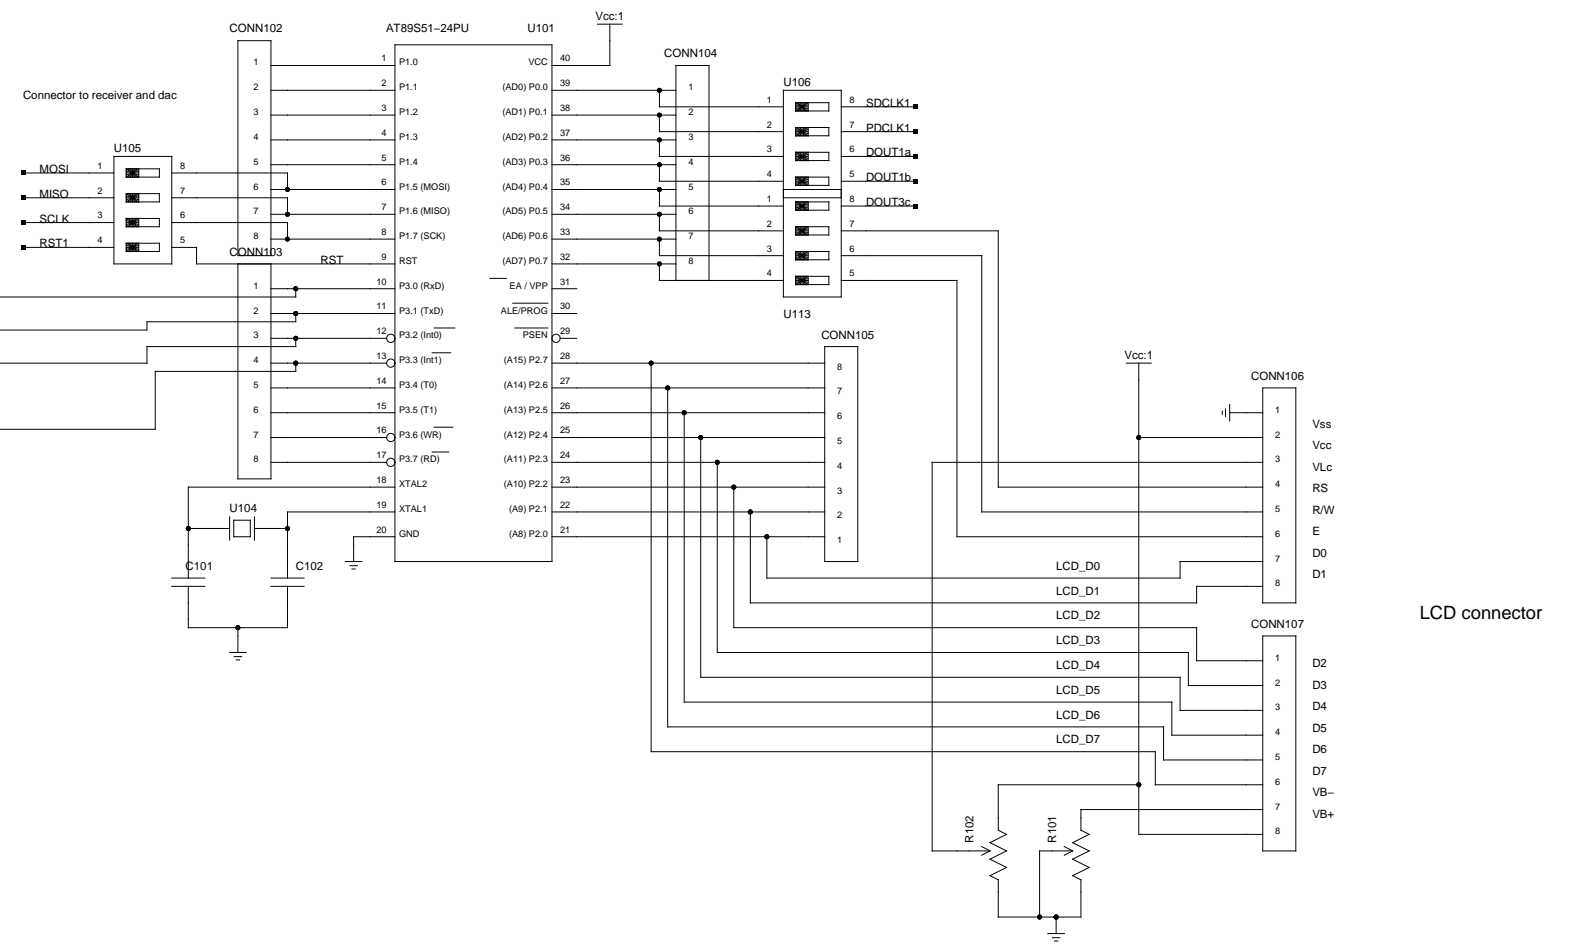 Connector to receiver and dac
U105
MOSI 1 8
MISO 2 7
SCLK 3 6
RST1 4 5
RST
CONN102
1
2
3
4
5
6
7
8
CONN103
1
2
3
4
5
6
7
8
U104
C101
C102
AT89S51−24PU U101
Vcc:1
1 P1.0 VCC 40
2 P1.1 (AD0) P0.0 39
3 P1.2 (AD1) P0.1 38
4 P1.3 (AD2) P0.2 37
5 P1.4 (AD3) P0.3 36
6 P1.5 (MOSI) (AD4) P0.4 35
7 P1.6 (MISO) (AD5) P0.5 34
8 P1.7 (SCK) (AD6) P0.6 33
9 RST (AD7) P0.7 32
10 P3.0 (RxD) EA / VPP 31
11 P3.1 (TxD) ALE/PROG 30
12 P3.2 (Int0) PSEN 29
13 P3.3 (Int1) (A15) P2.7 28
14 P3.4 (T0) (A14) P2.6 27
15 P3.5 (T1) (A13) P2.5 26
16 P3.6 (WR) (A12) P2.4 25
17 P3.7 (RD) (A11) P2.3 24
18 XTAL2 (A10) P2.2 23
19 XTAL1 (A9) P2.1 22
20 GND (A8) P2.0 21
CONN104
1
2
3
4
5
6
7
8
U106
1 8 SDCLK1
2 7 PDCLK1
3 6 DOUT1a
4 5 DOUT1b
1 8 DOUT3c
2 7
3 6
4 5
U113
CONN105
8
7
6
5
4
3
2
1
Vcc:1
CONN106
1
2
3
4
5
6
7
8
Vss
Vcc
VLc
RS
R/W
E
D0
D1
LCD_D0
LCD_D1
LCD_D2
LCD_D3
LCD_D4
LCD_D5
LCD_D6
LCD_D7
LCD connector
CONN107
1
2
3
4
5
6
7
8
D2
D3
D4
D5
D6
D7
VB−
VB+
R102
R101